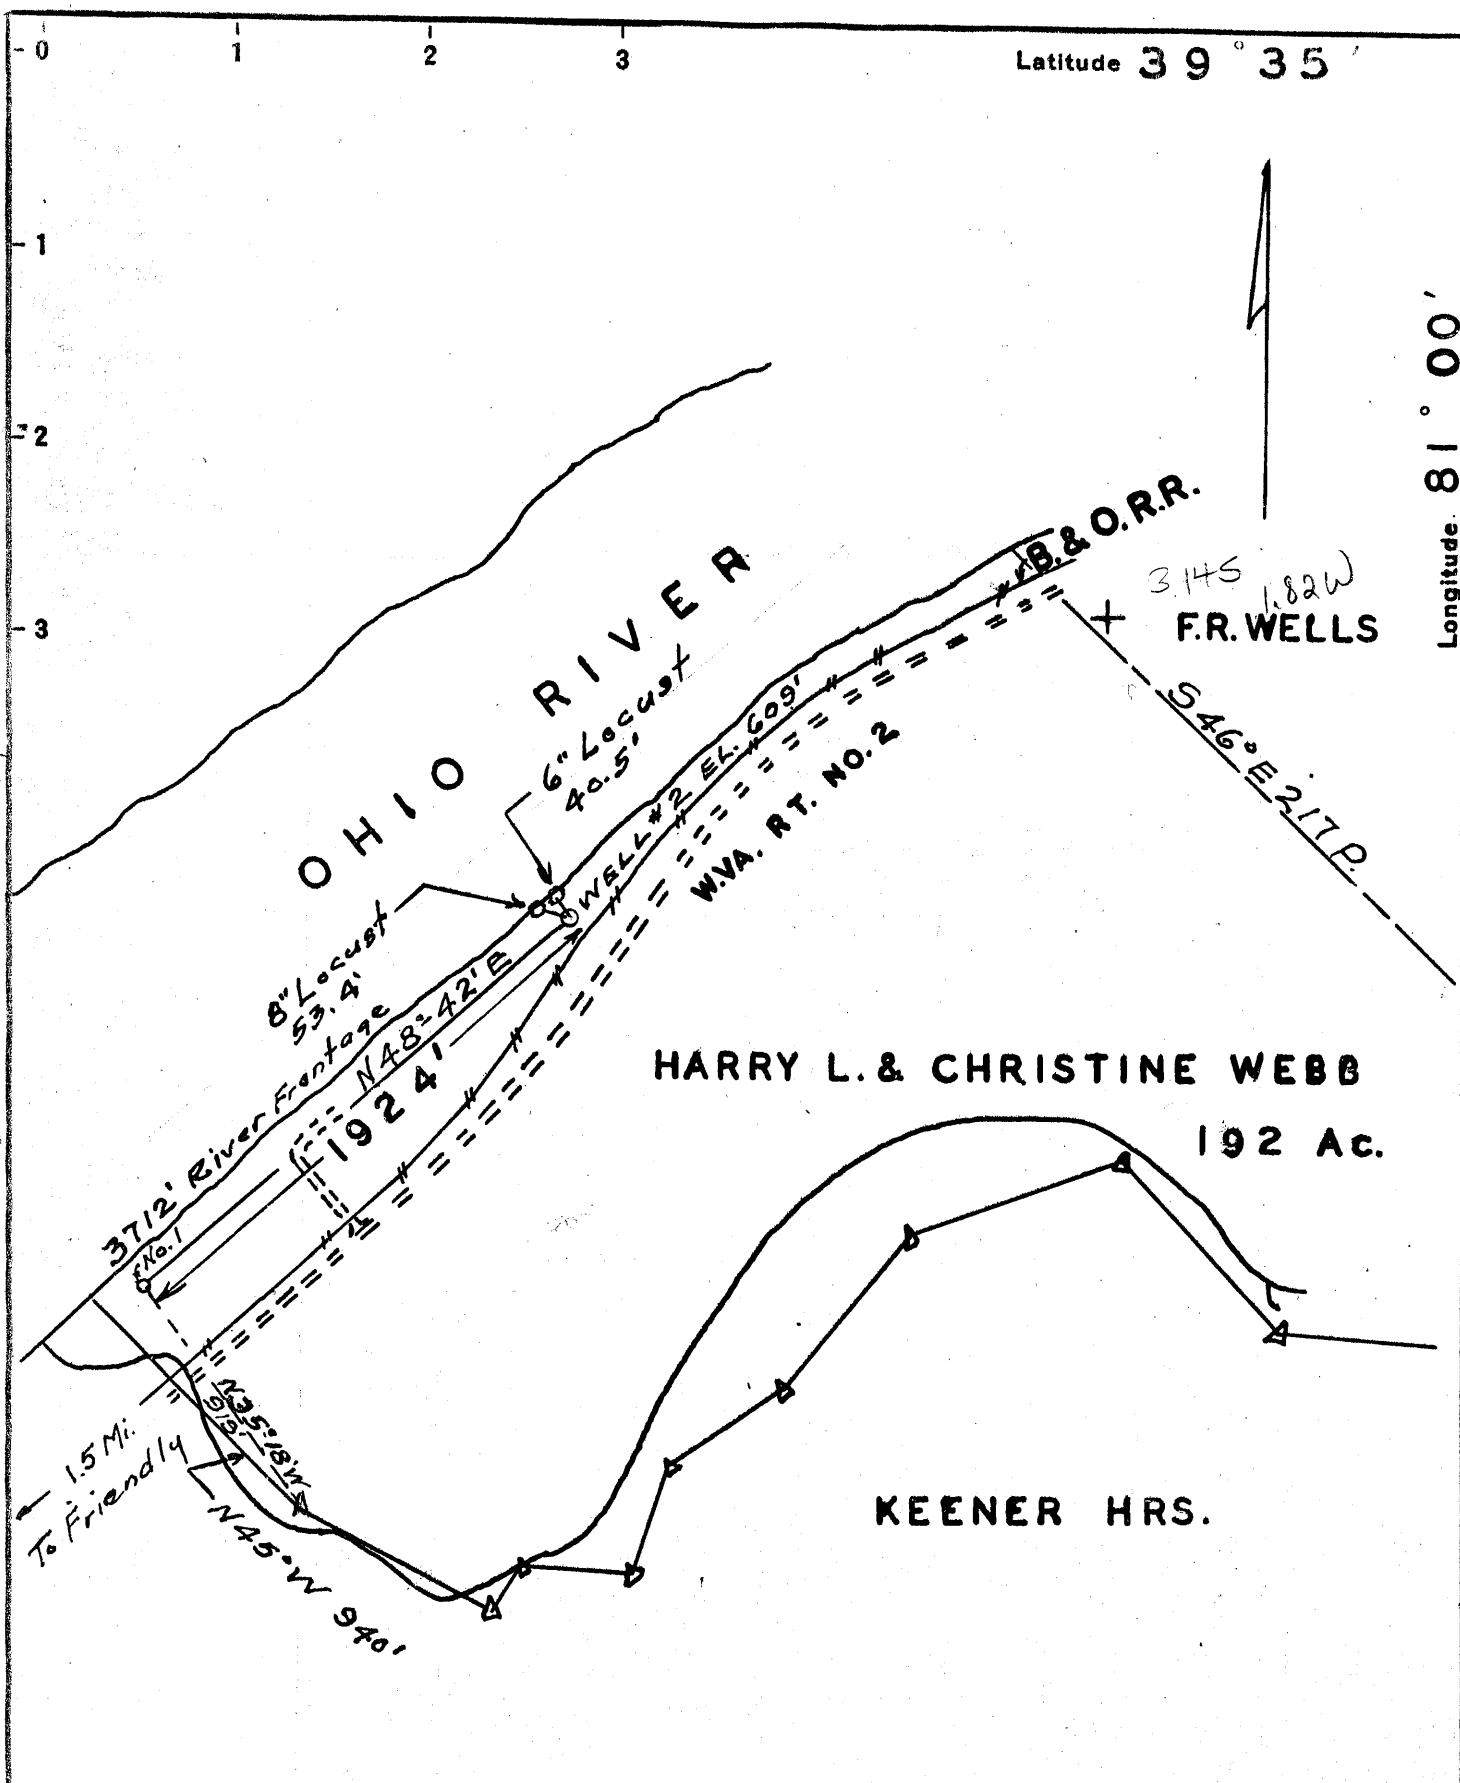 0 1 2 3
Latitude 39° 35'
1
2
3
Longitude 81° 00'
OHIO RIVER
B. & O. R.R.
3.14S 1.82W
F.R. WELLS
S46°E 217 P.
6" Locust
40.5'
WELL #2 EL. 609'
W.VA. RT. NO. 2
8" Locust
53.4'
3712' River Frontage
N48°-42'E
1924'
No. 1
HARRY L. & CHRISTINE WEBB
192 Ac.
N35°18'W
919'
N45°W 940'
1.5 Mi.
To Friendly
KEENER HRS.